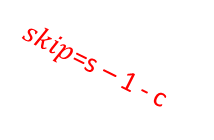 skip=s – 1 - c